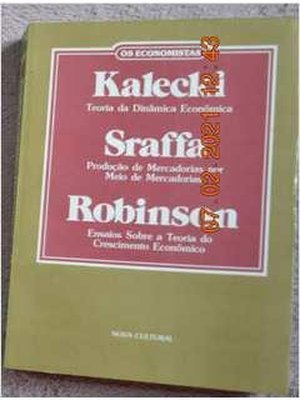 OS ECONOMISTAS
Kalecki
Teoria da Dinâmica Econômica
Sraffa
Produção de Mercadorias por
Meio de Mercadorias
Robinson
Ensaios Sobre a Teoria do
Crescimento Econômico
NOVA CULTURAL
07/02/2021 12:43